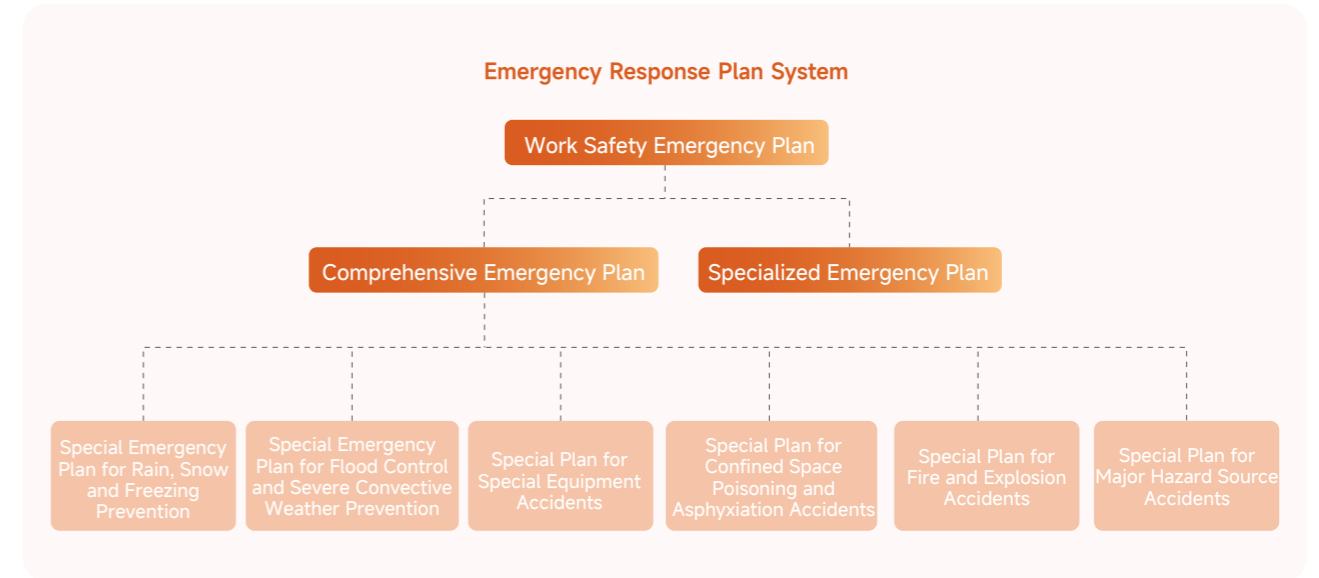 Emergency Response Plan System
Work Safety Emergency Plan
Comprehensive Emergency Plan
Specialized Emergency Plan
Special Emergency
Plan for Rain, Snow
and Freezing
Prevention
Special Emergency
Plan for Flood Control
and Severe Convective
Weather Prevention
Special Plan for
Special Equipment
Accidents
Special Plan for
Confined Space
Poisoning and
Asphyxiation Accidents
Special Plan for
Fire and Explosion
Accidents
Special Plan for
Major Hazard Source
Accidents